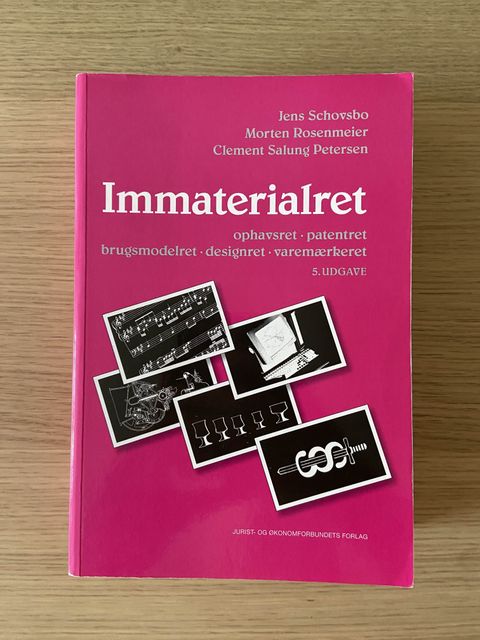 Jens Schovsbo
Morten Rosenmeier
Clement Salung Petersen
Immaterialret
ophavsret · patentret
brugsmodelret · designret · varemærkeret
5. UDGAVE
JURIST- OG ØKONOMFORBUNDETS FORLAG